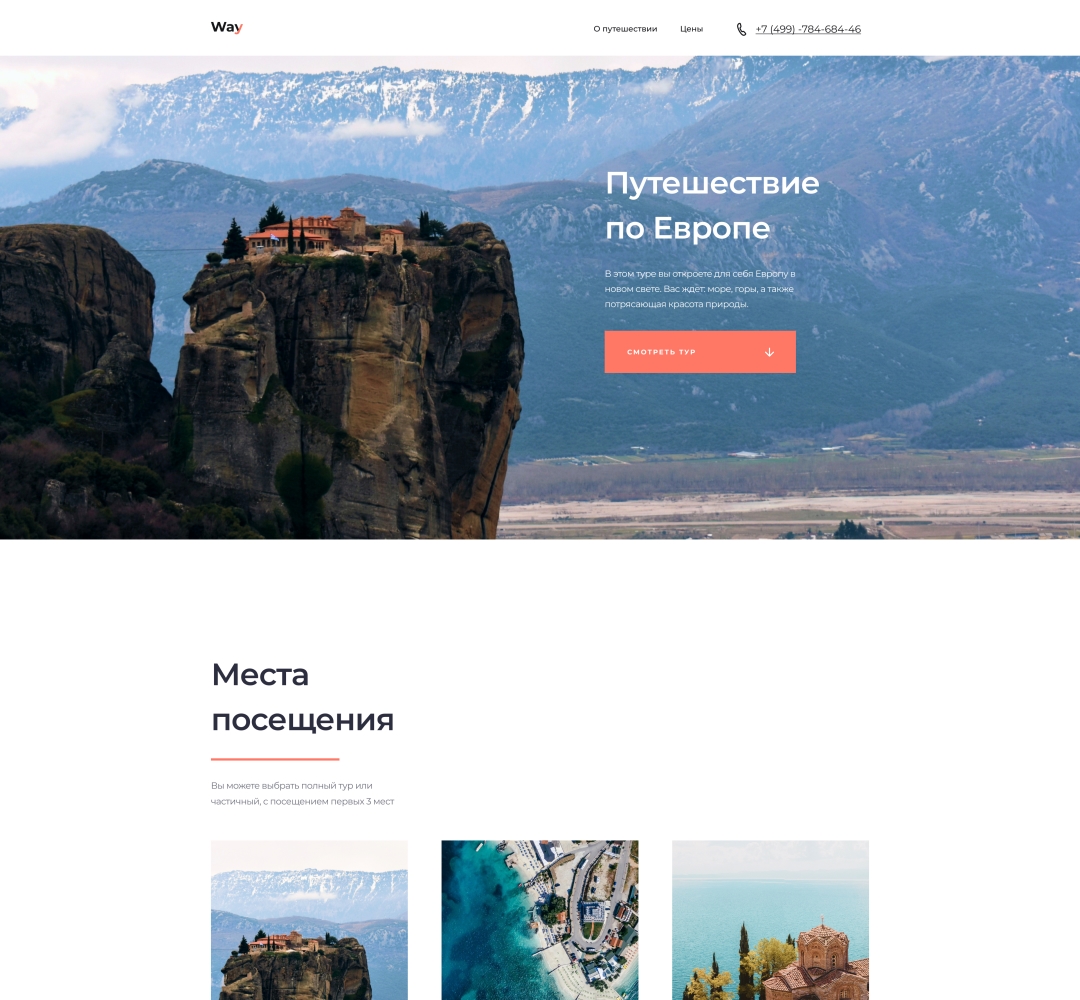 Way
О путешествии
Цены
+7 (499) -784-684-46
Путешествие
по Европе
В этом туре вы откроете для себя Европу в
новом свете. Вас ждёт: море, горы, а также
потрясающая красота природы.
СМОТРЕТЬ ТУР
Места
посещения
Вы можете выбрать полный тур или
частичный, с посещением первых 3 мест